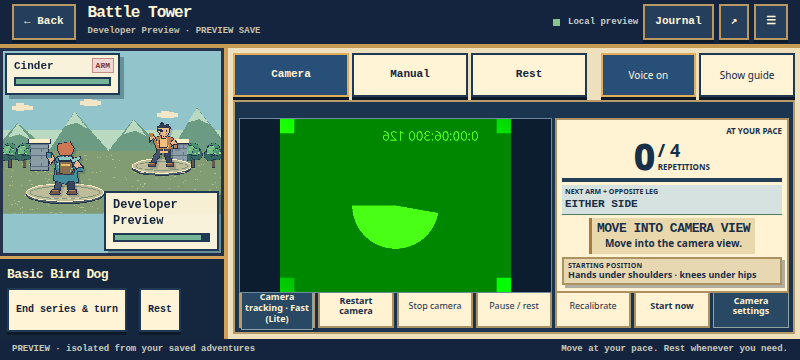 ← Back
Battle Tower
Developer Preview · PREVIEW SAVE
Local preview
Journal
↗
☰
Cinder
ARM
Developer
Preview
Basic Bird Dog
End series & turn
Rest
Camera
Manual
Rest
Voice on
Show guide
0:00:06:300 126
AT YOUR PACE
0 / 4
REPETITIONS
NEXT ARM + OPPOSITE LEG
EITHER SIDE
MOVE INTO CAMERA VIEW
Move into the camera view.
STARTING POSITION
Hands under shoulders · knees under hips
Camera
tracking · Fast
(Lite)
Restart
camera
Stop camera
Pause / rest
Recalibrate
Start now
Camera
settings
PREVIEW · isolated from your saved adventures
Move at your pace. Rest whenever you need.